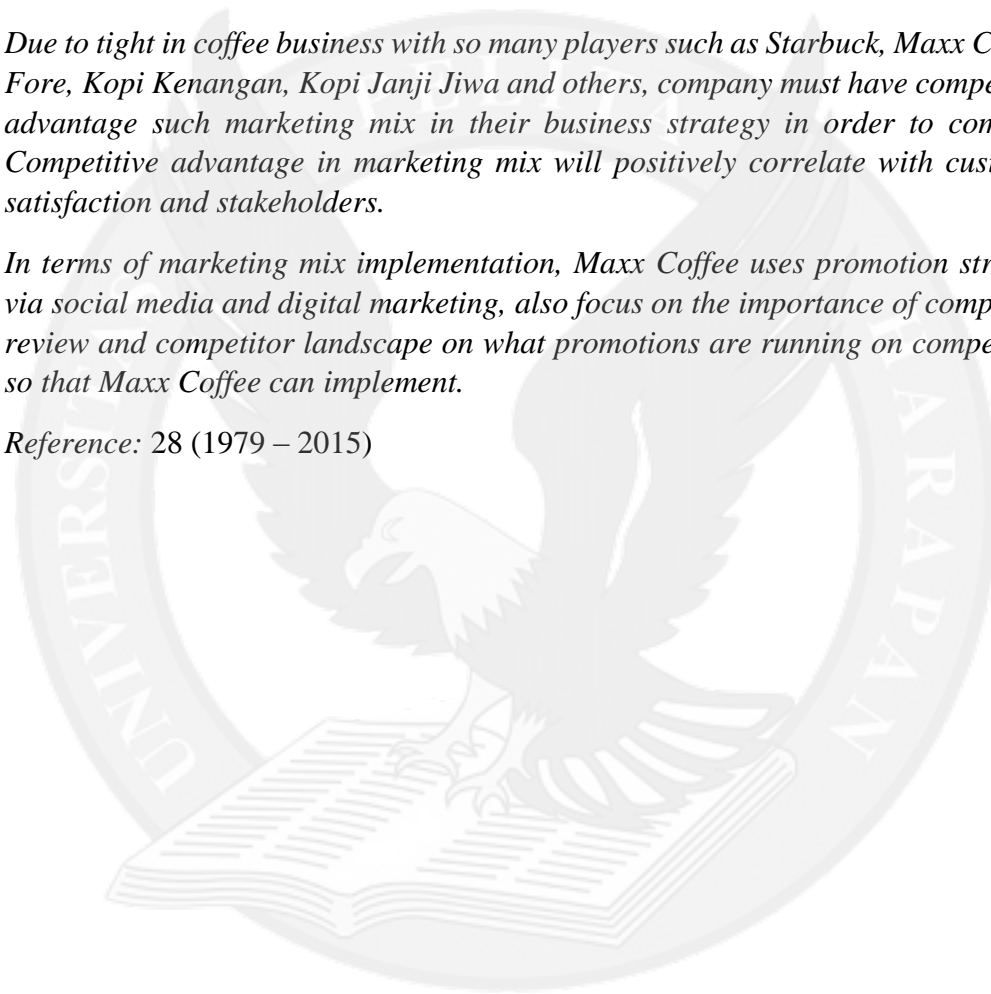 Due to tight in coffee business with so many players such as Starbuck, Maxx C
Fore, Kopi Kenangan, Kopi Janji Jiwa and others, company must have compe
advantage such marketing mix in their business strategy in order to com
Competitive advantage in marketing mix will positively correlate with cus
satisfaction and stakeholders.
In terms of marketing mix implementation, Maxx Coffee uses promotion str
via social media and digital marketing, also focus on the importance of comp
review and competitor landscape on what promotions are running on compe
so that Maxx Coffee can implement.
Reference: 28 (1979 – 2015)
UNIVERSITAS PELITA HARAPAN